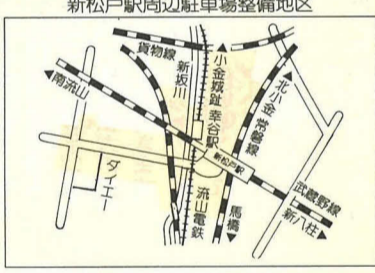 新松戸駅周辺駐車場整備地区
貨物線
新坂川
小金城趾
幸谷駅
北小金
常磐線
南流山
新松戸駅
ダイエー
流山電鉄
馬橋
武蔵野線
新八柱